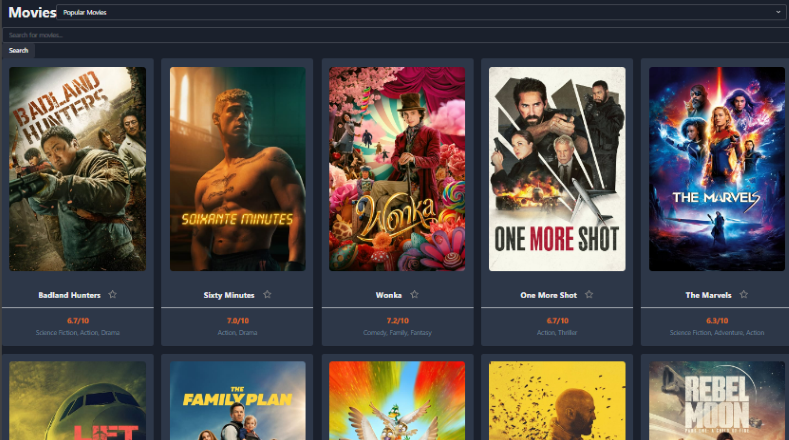 Movies
Popular Movies
Search for movies...
Search
BADLAND
HUNTERS
SOIXANTE MINUTES
Wonka
ONE MORE SHOT
THE MARVELS
Badland Hunters
Sixty Minutes
Wonka
One More Shot
The Marvels
6.7/10
7.0/10
7.2/10
6.7/10
6.3/10
Science Fiction, Action, Drama
Action, Drama
Comedy, Family, Fantasy
Action, Thriller
Science Fiction, Adventure, Action
LIFT
THE
FAMILY PLAN
REBEL
MOON